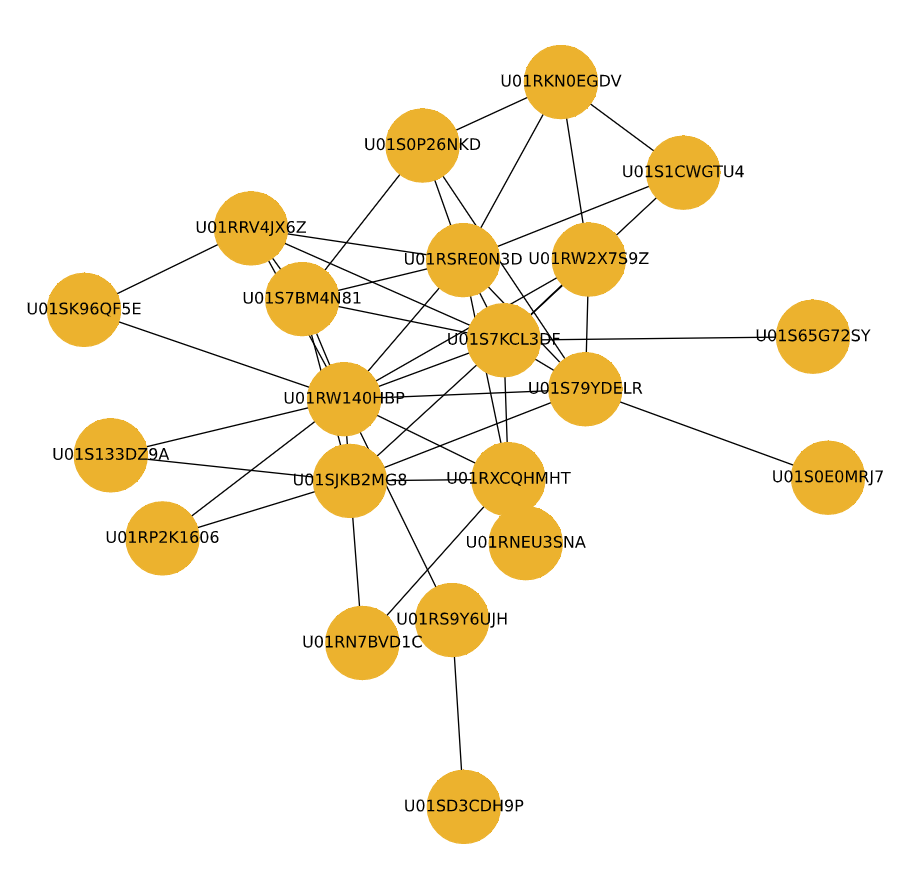 U01RKN0EGDV
U01S0P26NKD
U01S1CWGTU4
U01RRV4JX6Z
U01RSRE0N3D
U01RW2X7S9Z
U01S7BM4N81
U01SK96QF5E
U01S7KCL3DF
U01S65G72SY
U01S79YDELR
U01RW140HBP
U01S133DZ9A
U01SJKB2MG8
U01RXCQHMHT
U01S0E0MRJ7
U01RP2K1606
U01RNEU3SNA
U01RS9Y6UJH
U01RN7BVD1C
U01SD3CDH9P